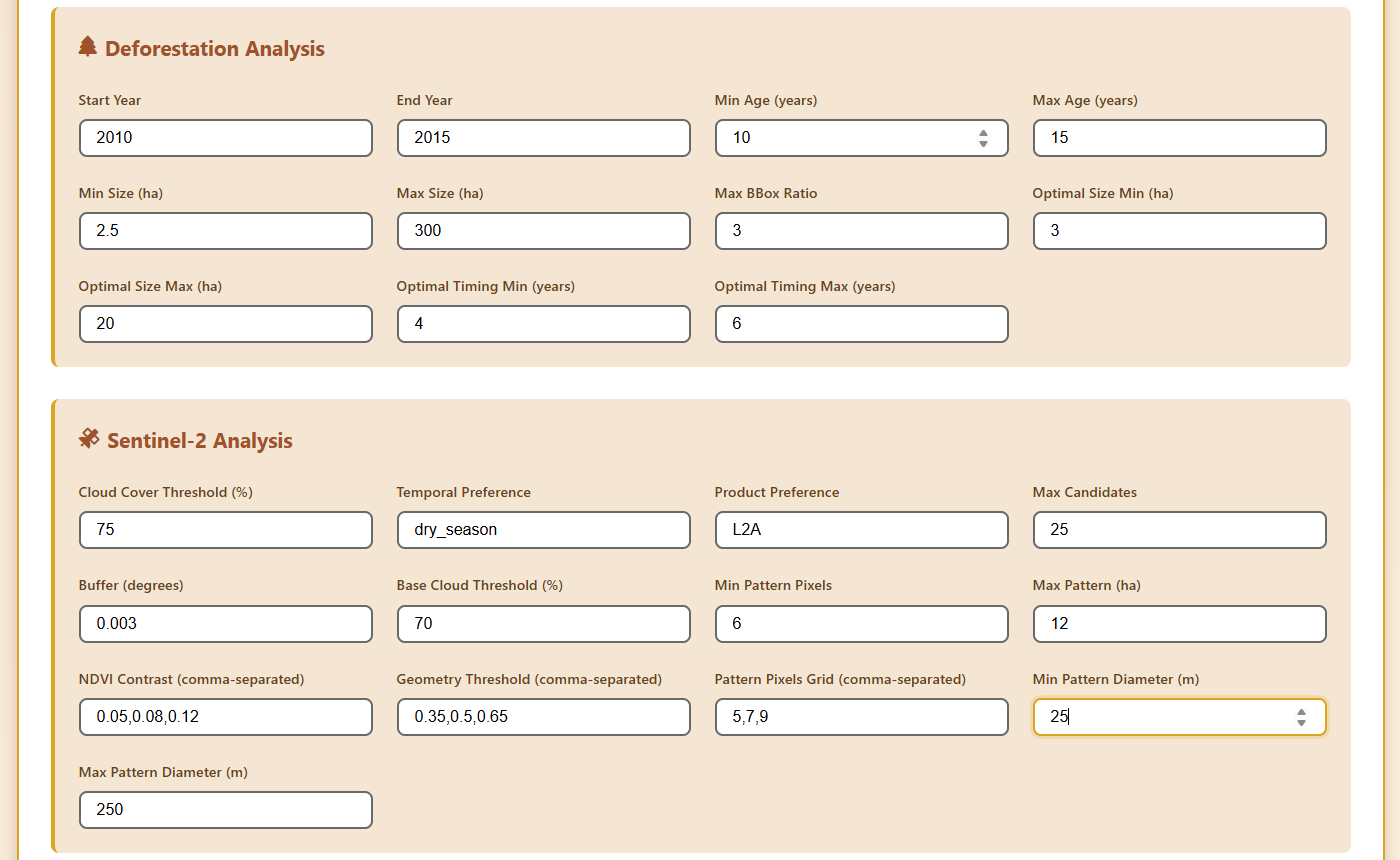 Deforestation Analysis
Start Year
End Year
Min Age (years)
Max Age (years)
2010
2015
10
15
Min Size (ha)
Max Size (ha)
Max BBox Ratio
Optimal Size Min (ha)
2.5
300
3
3
Optimal Size Max (ha)
Optimal Timing Min (years)
Optimal Timing Max (years)
20
4
6
Sentinel-2 Analysis
Cloud Cover Threshold (%)
Temporal Preference
Product Preference
Max Candidates
75
dry_season
L2A
25
Buffer (degrees)
Base Cloud Threshold (%)
Min Pattern Pixels
Max Pattern (ha)
0.003
70
6
12
NDVI Contrast (comma-separated)
Geometry Threshold (comma-separated)
Pattern Pixels Grid (comma-separated)
Min Pattern Diameter (m)
0.05,0.08,0.12
0.35,0.5,0.65
5,7,9
25
Max Pattern Diameter (m)
250